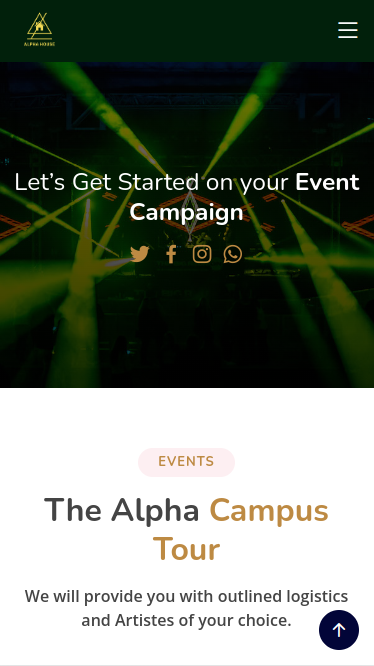 ALPHA HOUSE
Let’s Get Started on your Event
Campaign
EVENTS
The Alpha Campus
Tour
We will provide you with outlined logistics
and Artistes of your choice.